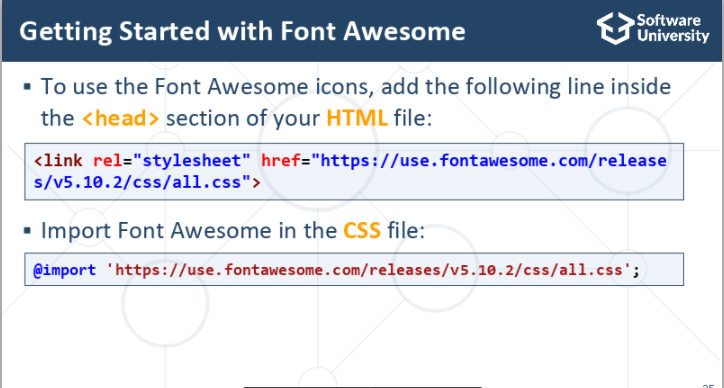 Getting Started with Font Awesome
Software
University
▪ To use the Font Awesome icons, add the following line inside
the <head> section of your HTML file:
<link rel="stylesheet" href="https://use.fontawesome.com/release
s/v5.10.2/css/all.css">
▪ Import Font Awesome in the CSS file:
@import 'https://use.fontawesome.com/releases/v5.10.2/css/all.css';